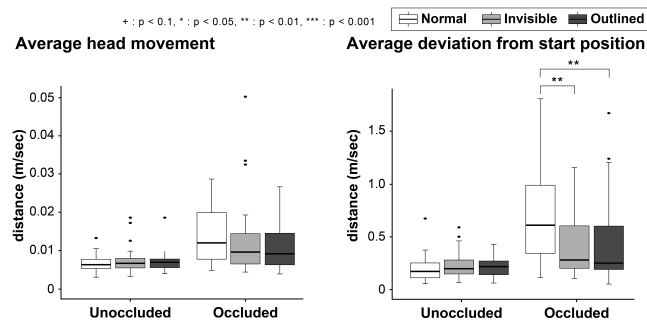 + : p < 0.1, * : p < 0.05, ** : p < 0.01, *** : p < 0.001
Normal Invisible Outlined
Average head movement
distance (m/sec)
0.05
0.04
0.03
0.02
0.01
0
Unoccluded Occluded
Average deviation from start position
**
**
distance (m/sec)
1.5
1.0
0.5
0
Unoccluded Occluded